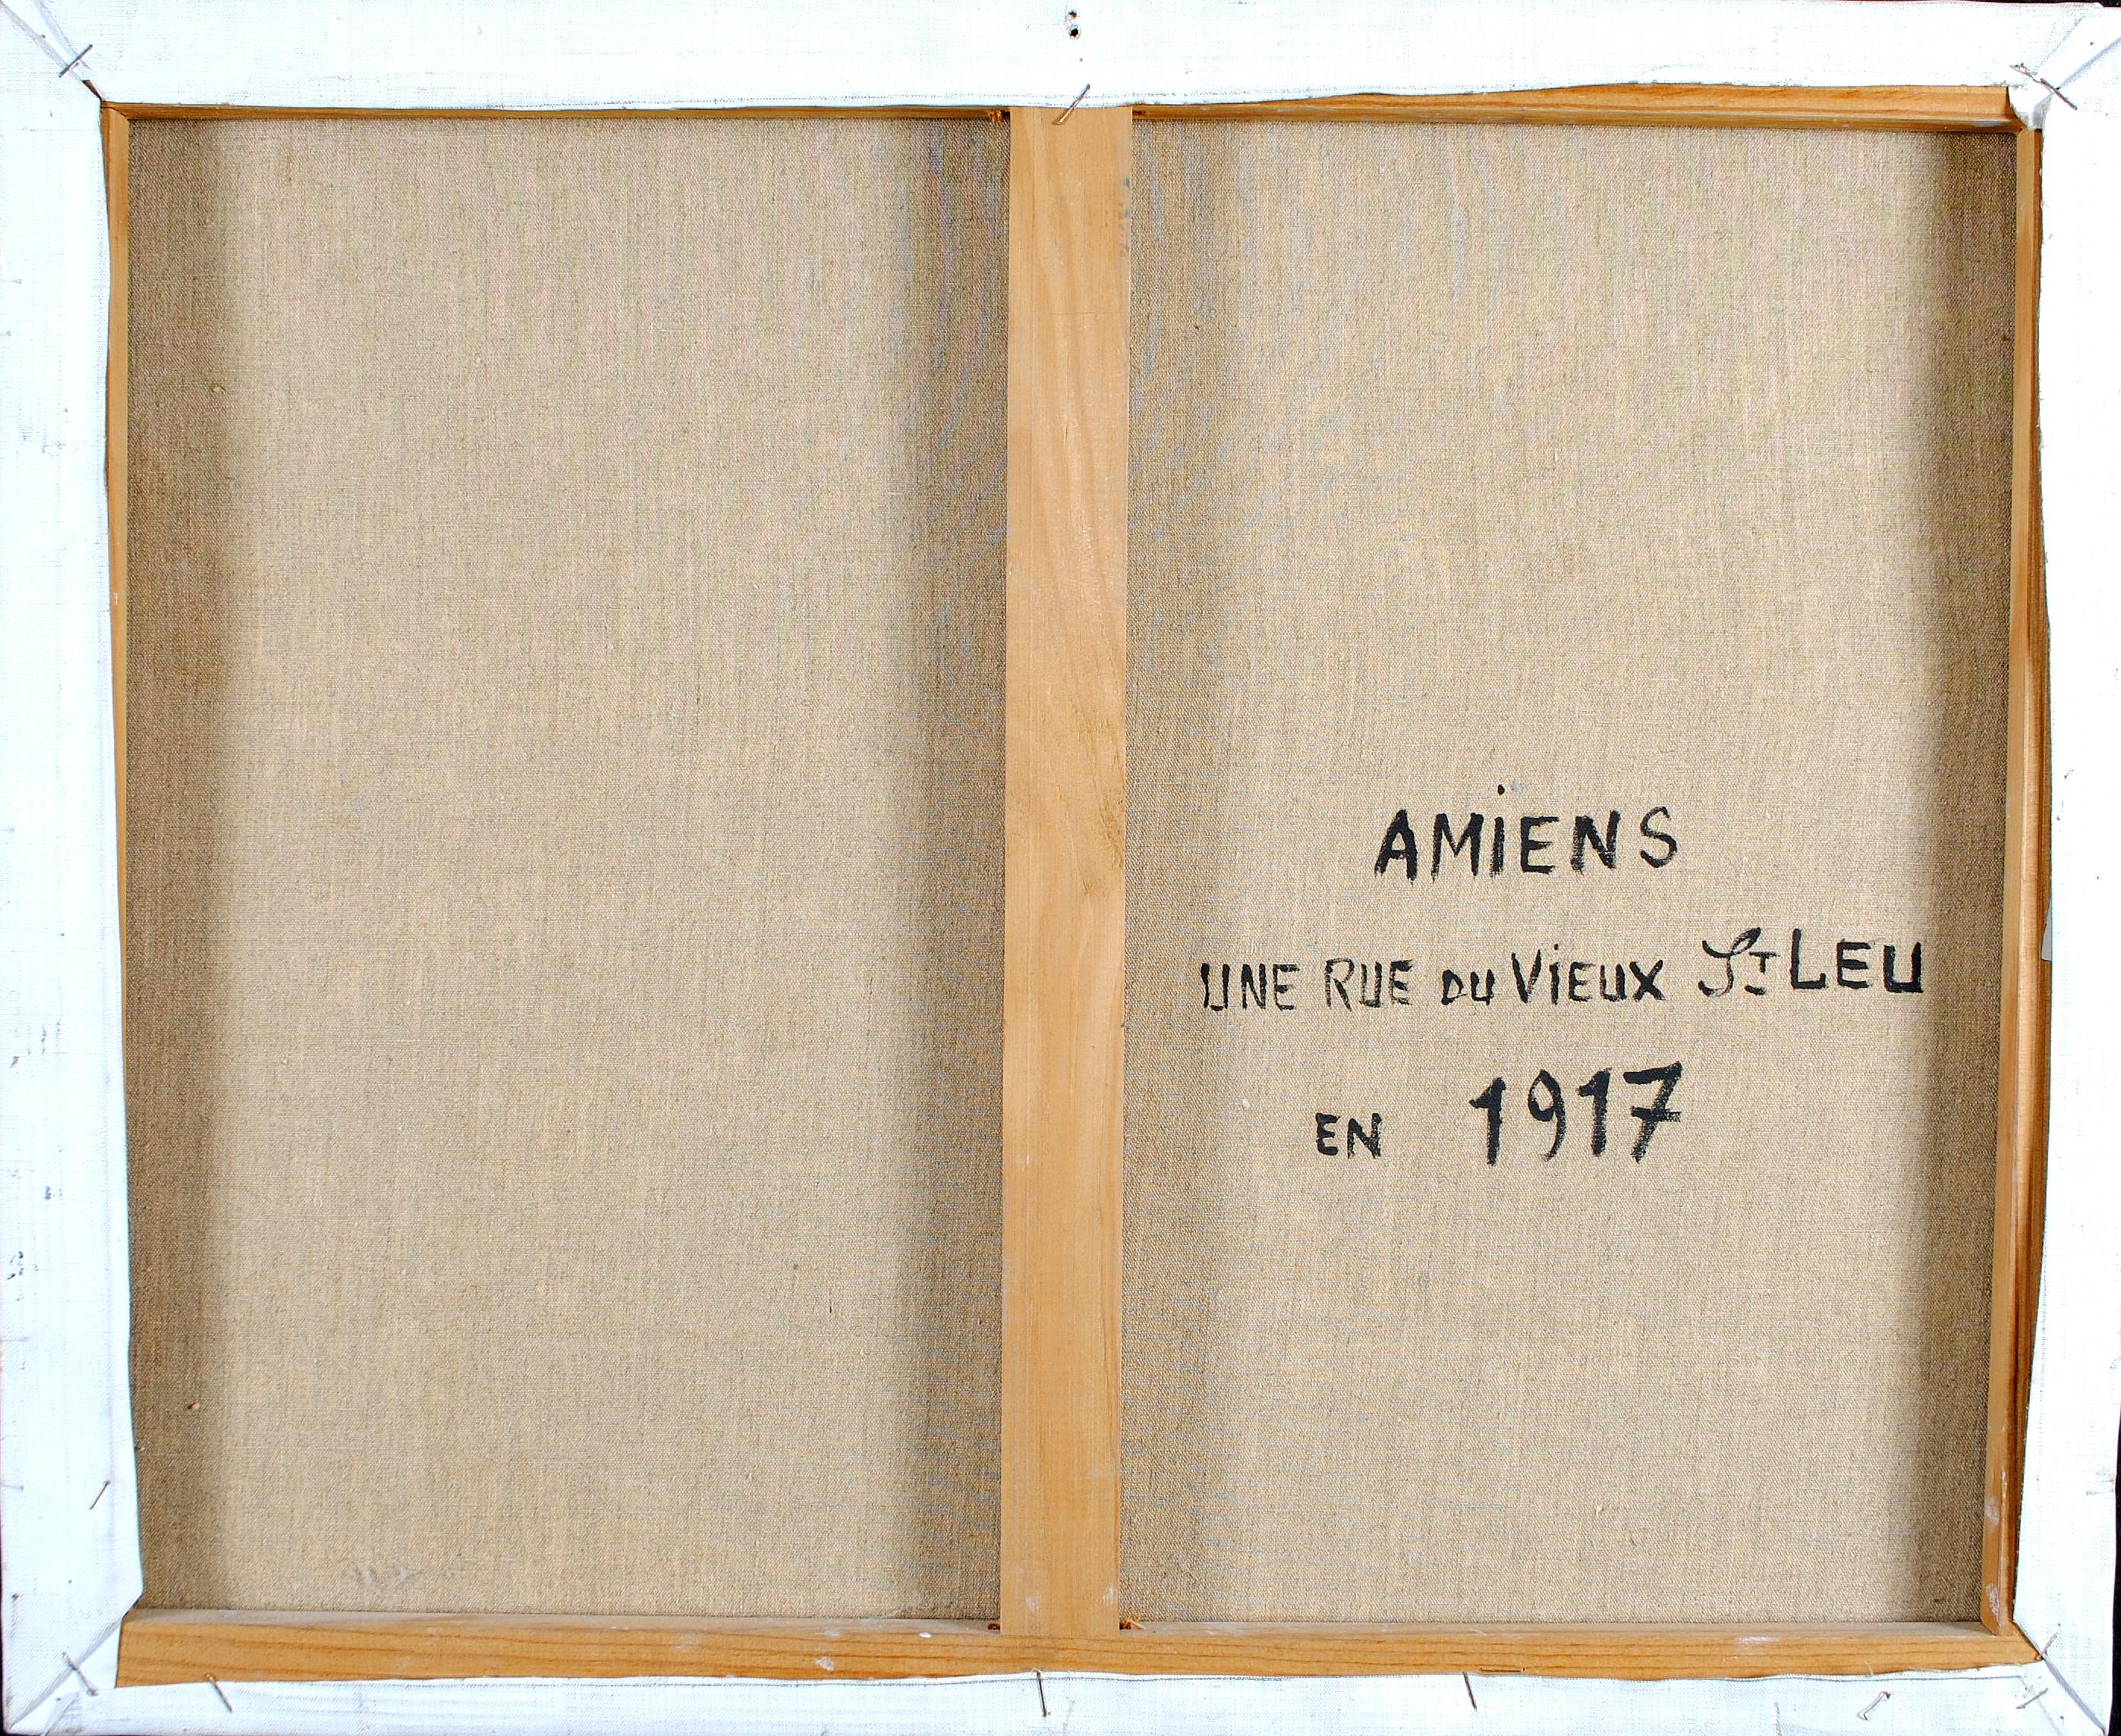 AMiENS
UNE RUE DU ViEUX ST LEU
EN 1917